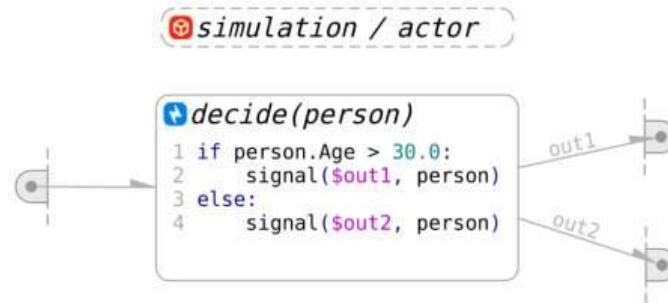 simulation / actor
decide(person)
1 if person.Age > 30.0:
2     signal($out1, person)
3 else:
4     signal($out2, person)
out1
out2